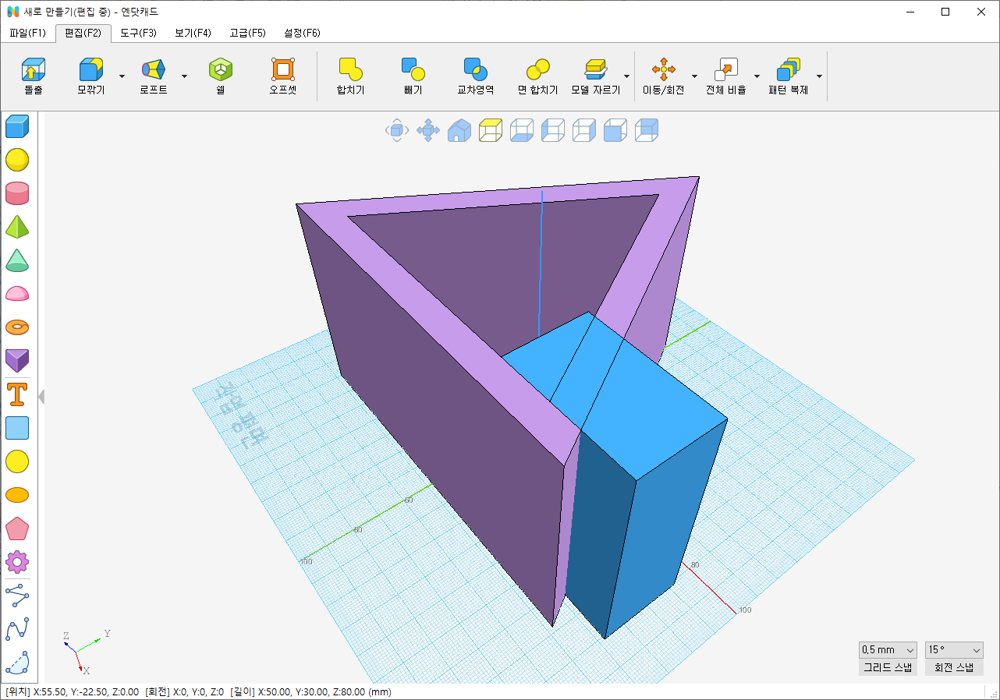 새로 만들기(편집 중) - 엔닷캐드
파일(F1) 편집(F2) 도구(F3) 보기(F4) 고급(F5) 설정(F6)
돌출 모깎기 로프트 쉘 오프셋 합치기 빼기 교차영역 면 합치기 모델 자르기 이동/회전 전체 비율 패턴 복제
작업 평면
60
80
100
80
100
Z
Y
X
0,5 mm 15 °
그리드 스냅 회전 스냅
[위치] X:55.50, Y:-22.50, Z:0.00 [회전] X:0, Y:0, Z:0 [길이] X:50.00, Y:30.00, Z:80.00 (mm)